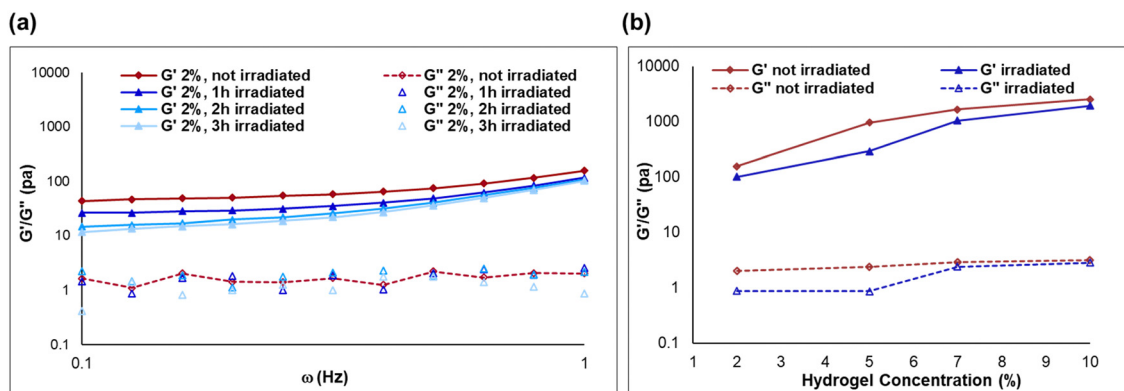 (a)
G' 2%, not irradiated
G'' 2%, not irradiated
G' 2%, 1h irradiated
G'' 2%, 1h irradiated
G' 2%, 2h irradiated
G'' 2%, 2h irradiated
G' 2%, 3h irradiated
G'' 2%, 3h irradiated
G'/G'' (pa)
10000
1000
100
10
1
0.1
0.1
1
ω (Hz)
(b)
G' not irradiated
G' irradiated
G'' not irradiated
G'' irradiated
G'/G'' (pa)
10000
1000
100
10
1
0.1
1 2 3 4 5 6 7 8 9 10
Hydrogel Concentration (%)